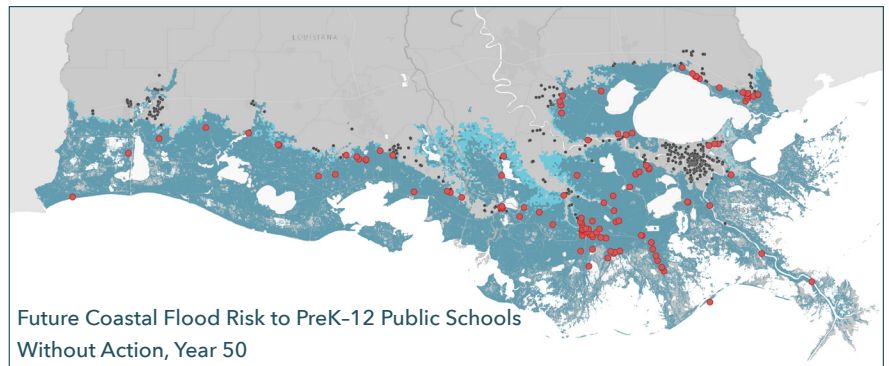 LOUISIANA
Future Coastal Flood Risk to PreK–12 Public Schools
Without Action, Year 50